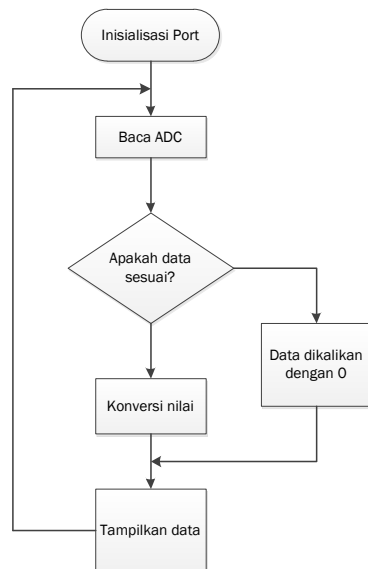 Inisialisasi Port
Baca ADC
Apakah data
sesuai?
Data dikalikan
dengan 0
Konversi nilai
Tampilkan data